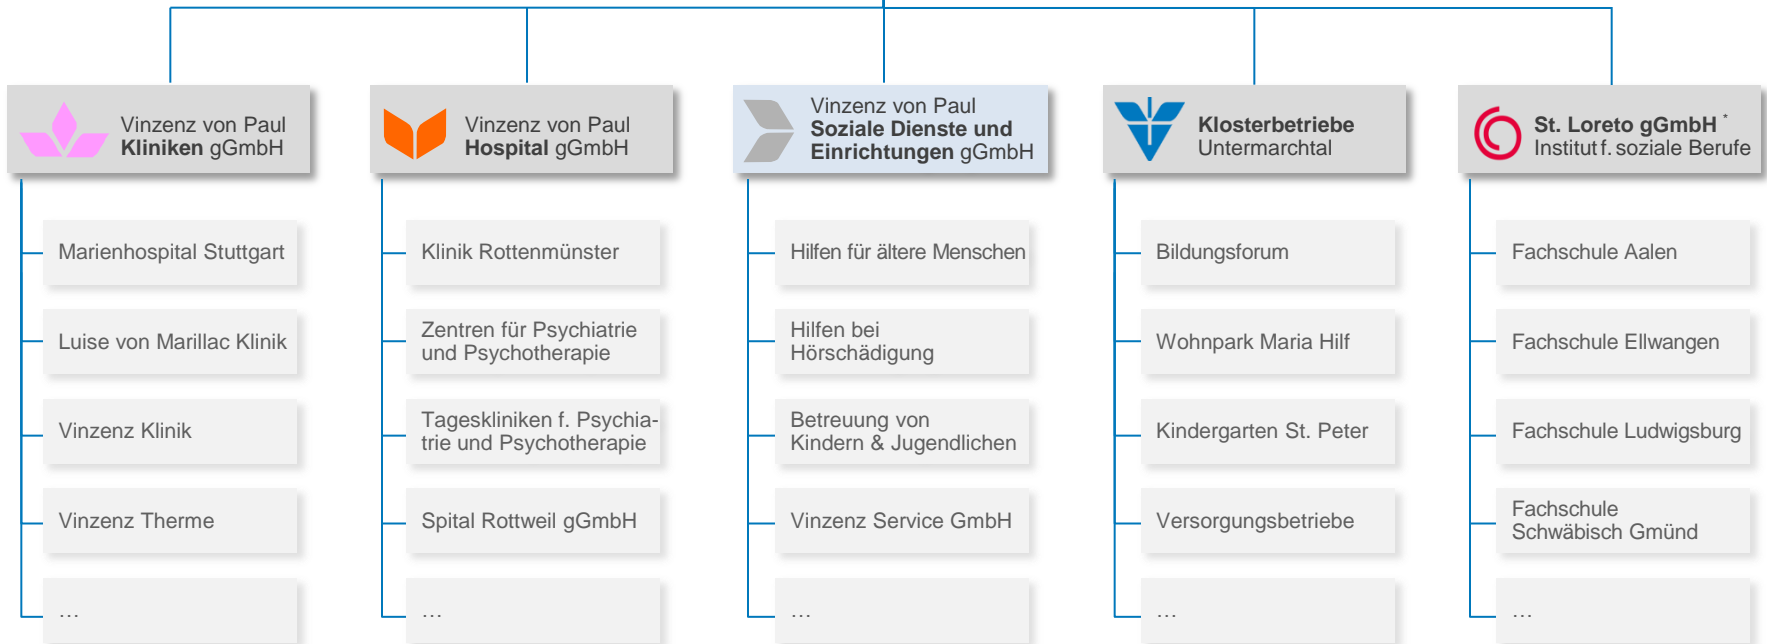 Vinzenz von Paul
Kliniken gGmbH
Marienhospital Stuttgart
Luise von Marillac Klinik
Vinzenz Klinik
Vinzenz Therme
…
Vinzenz von Paul
Hospital gGmbH
Klinik Rottenmünster
Zentren für Psychiatrie
und Psychotherapie
Tageskliniken f. Psychia-
trie und Psychotherapie
Spital Rottweil gGmbH
…
Vinzenz von Paul
Soziale Dienste und
Einrichtungen gGmbH
Hilfen für ältere Menschen
Hilfen bei
Hörschädigung
Betreuung von
Kindern & Jugendlichen
Vinzenz Service GmbH
…
Klosterbetriebe
Untermarchtal
Bildungsforum
Wohnpark Maria Hilf
Kindergarten St. Peter
Versorgungsbetriebe
…
St. Loreto gGmbH *
Institut f. soziale Berufe
Fachschule Aalen
Fachschule Ellwangen
Fachschule Ludwigsburg
Fachschule
Schwäbisch Gmünd
…